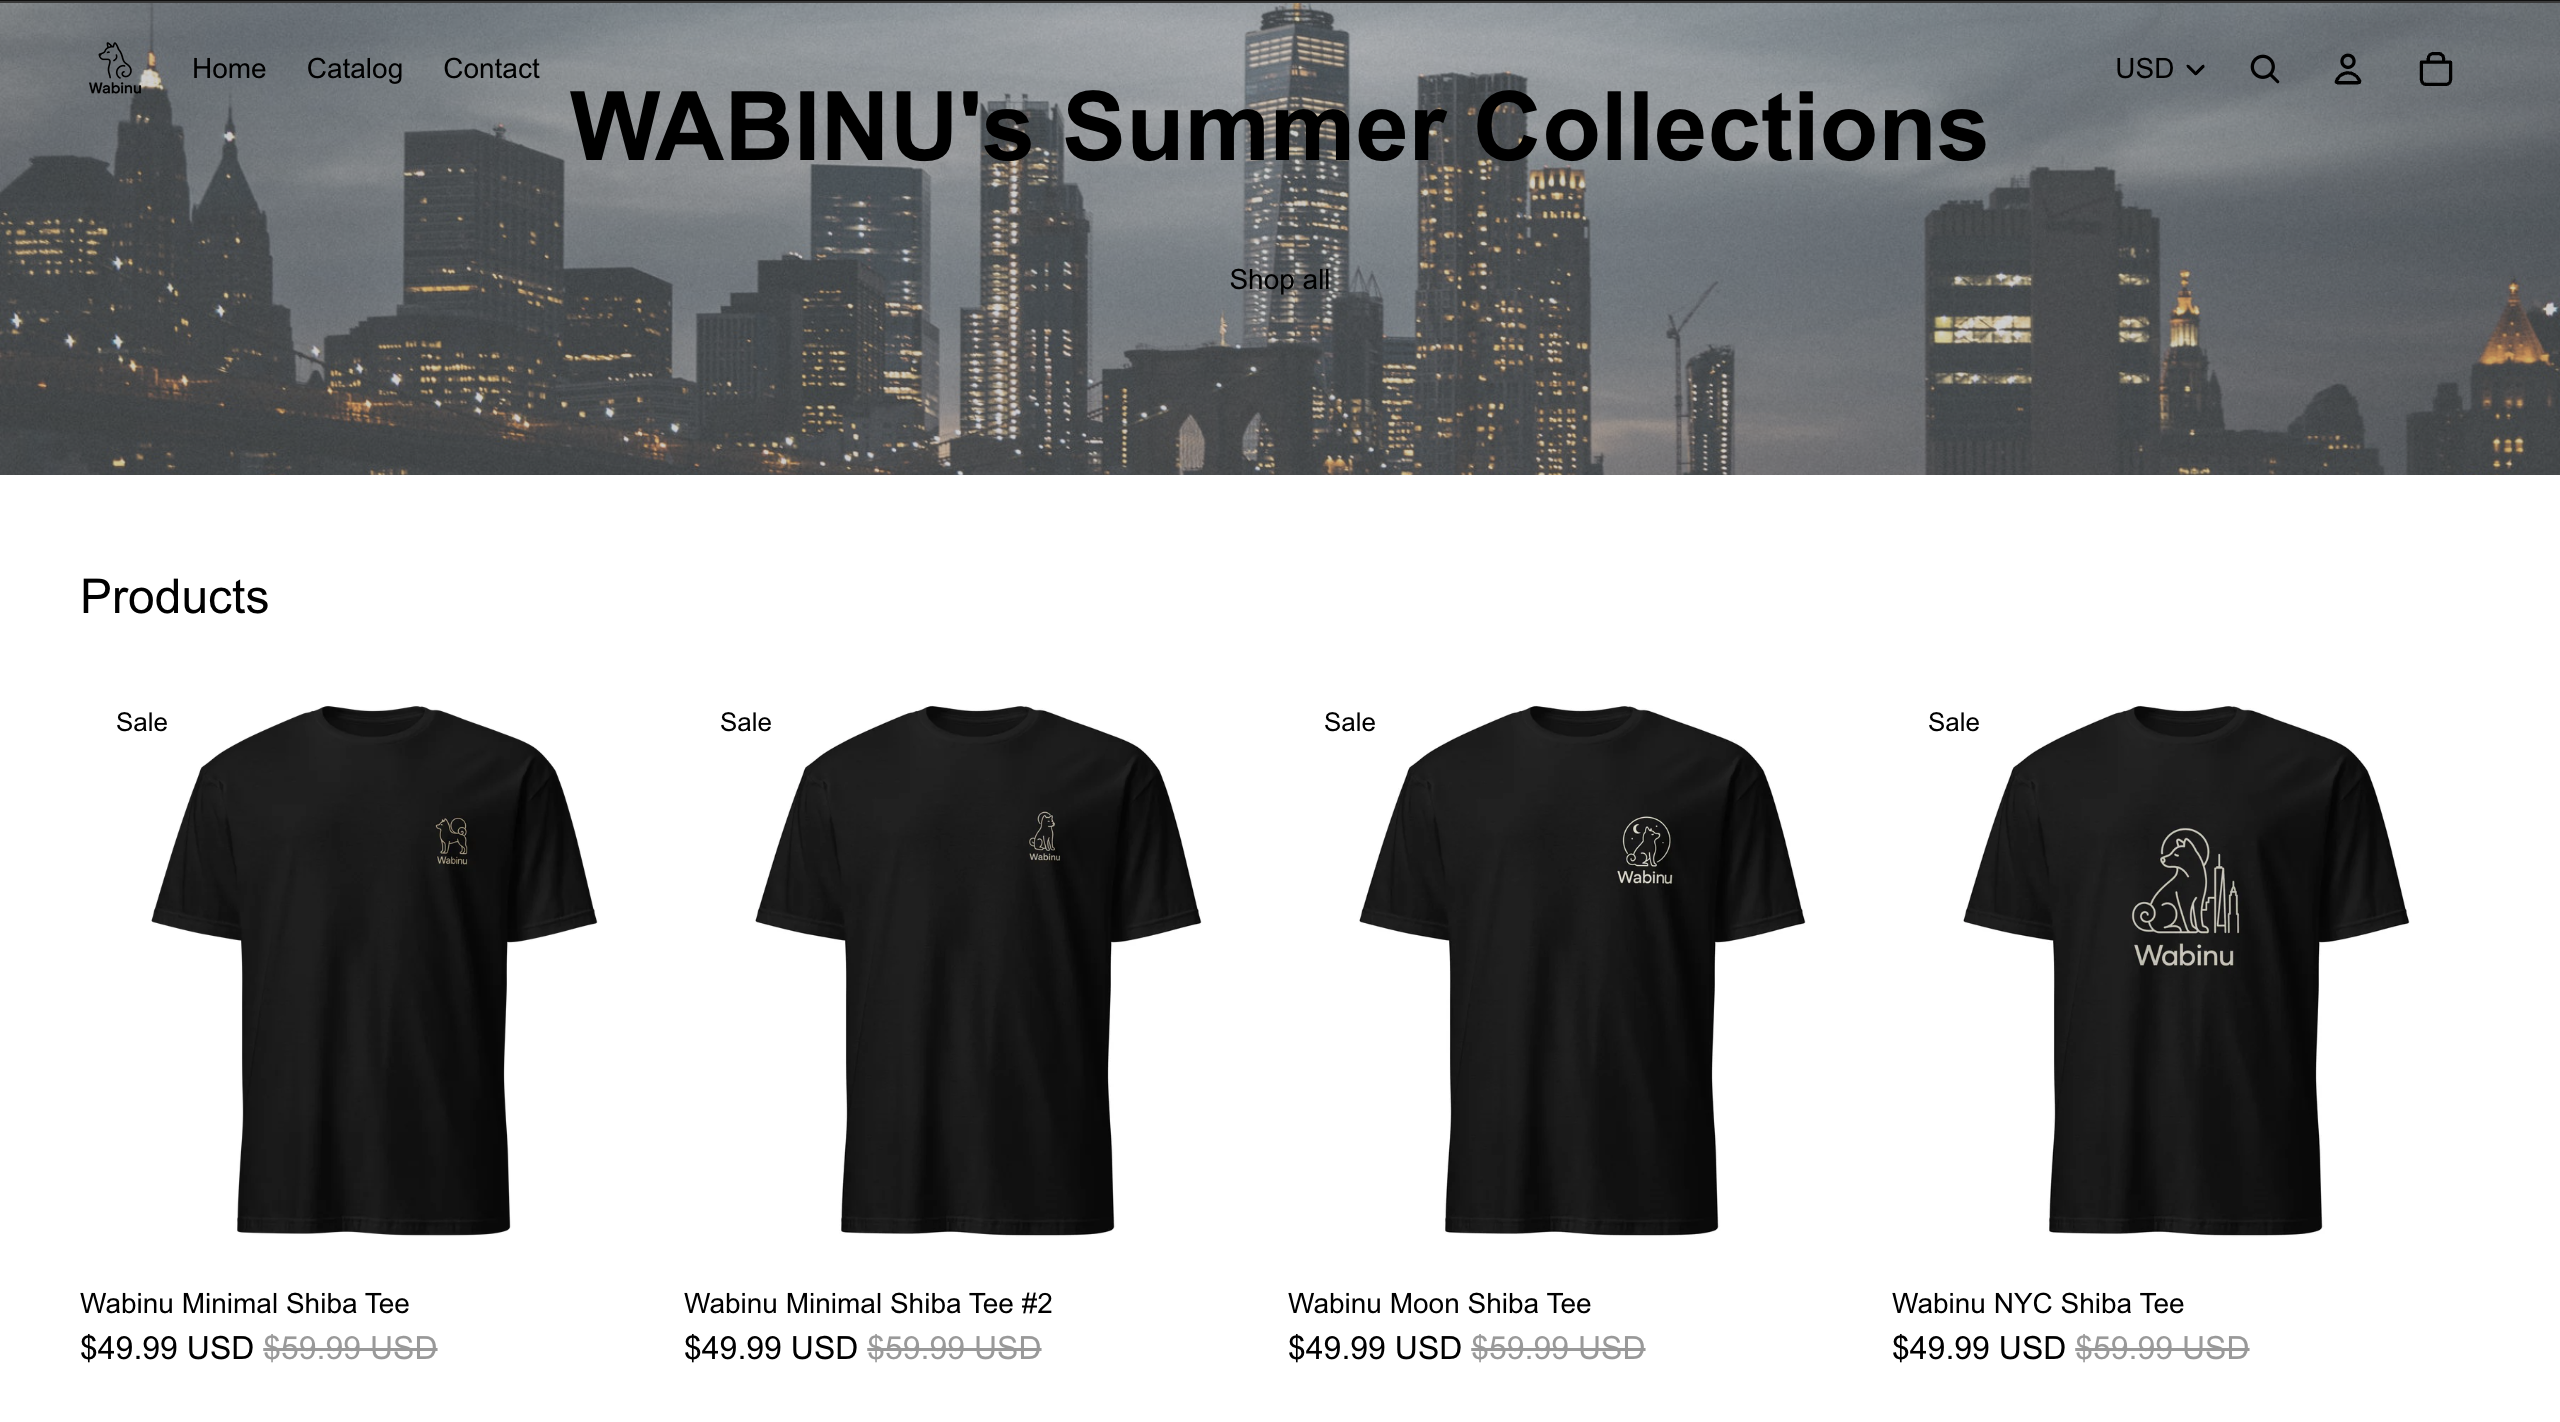 Wabinu
Home Catalog Contact
USD
WABINU's Summer Collections
Shop all
Products
Sale
Sale
Sale
Sale
Wabinu
Wabinu
Wabinu
Wabinu
Wabinu Minimal Shiba Tee
$49.99 USD $59.99 USD
Wabinu Minimal Shiba Tee #2
$49.99 USD $59.99 USD
Wabinu Moon Shiba Tee
$49.99 USD $59.99 USD
Wabinu NYC Shiba Tee
$49.99 USD $59.99 USD